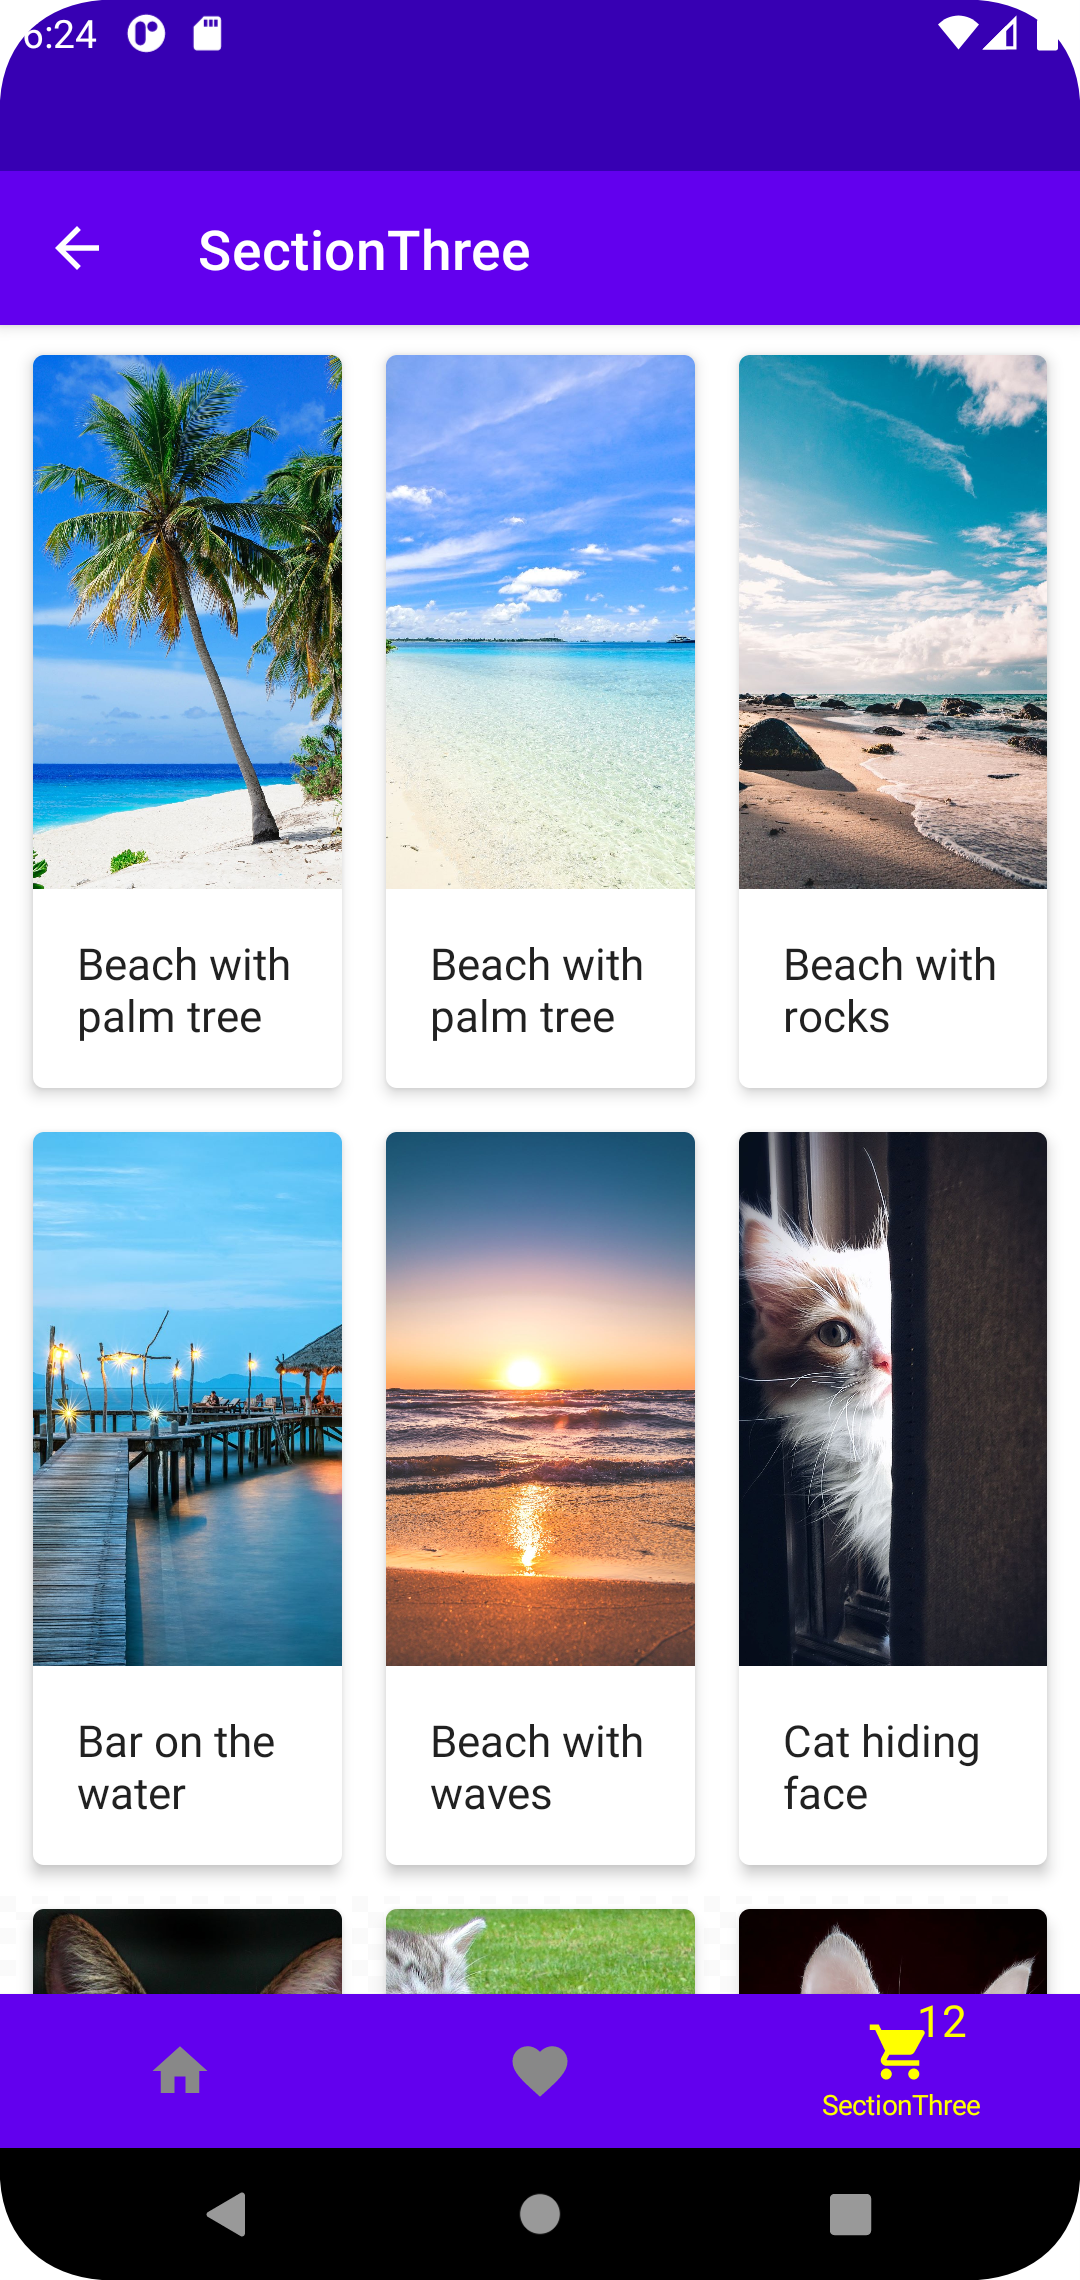 6:24
SectionThree
Beach with
palm tree
Beach with
palm tree
Beach with
rocks
Bar on the
water
Beach with
waves
Cat hiding
face
12
SectionThree